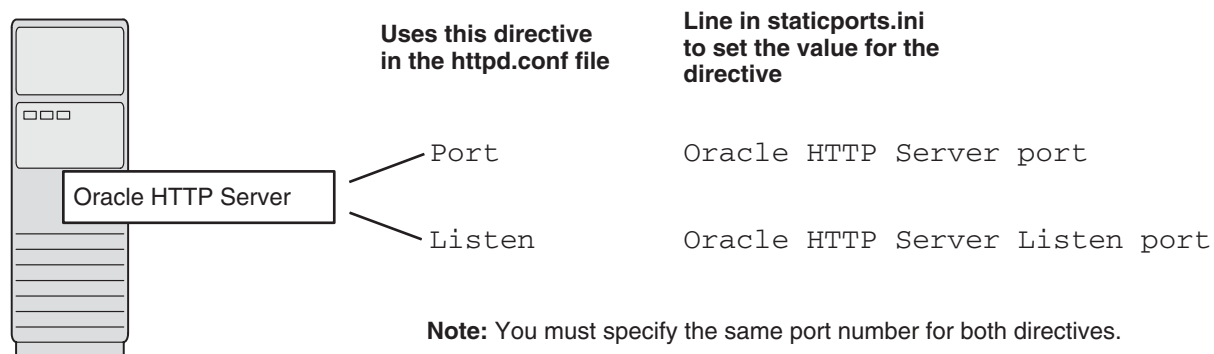 Uses this directive
in the httpd.conf file
Line in staticports.ini
to set the value for the
directive
Port
Oracle HTTP Server port
Oracle HTTP Server
Listen
Oracle HTTP Server Listen port
Note: You must specify the same port number for both directives.